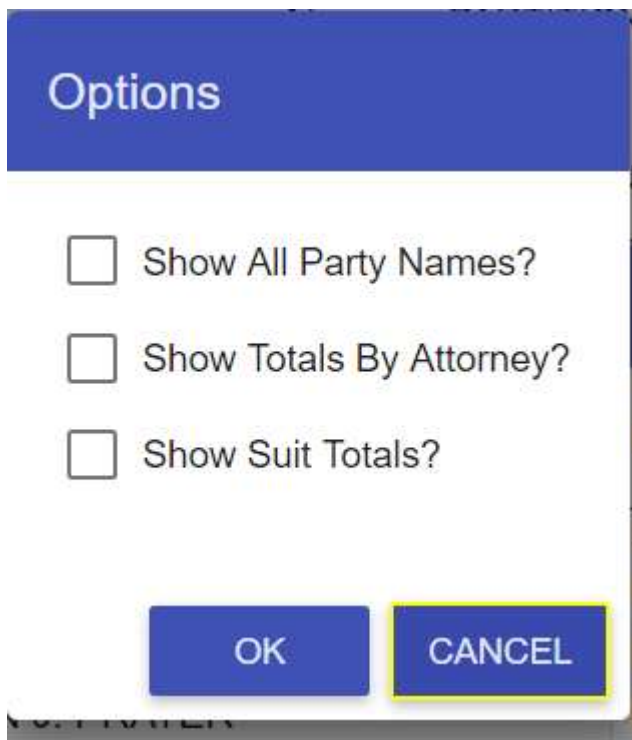 Options
Show All Party Names?
Show Totals By Attorney?
Show Suit Totals?
OK
CANCEL